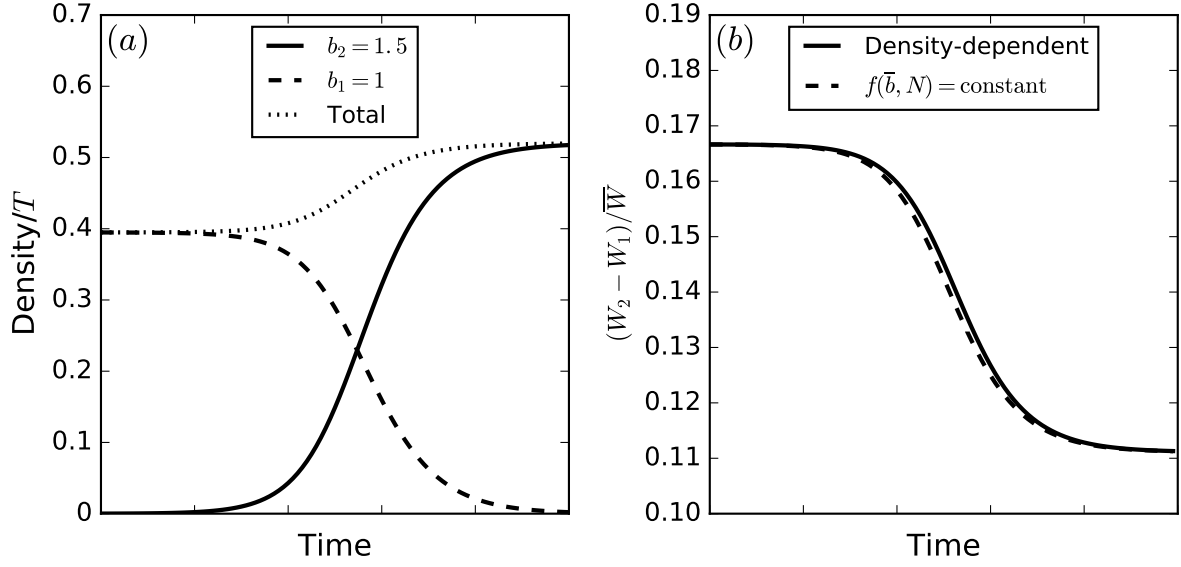 (a)
b₂ = 1.5
b₁ = 1
Total
0.7
0.6
0.5
0.4
0.3
0.2
0.1
0
Density/T
Time
(b)
Density-dependent
f(b̅, N) = constant
0.19
0.18
0.17
0.16
0.15
0.14
0.13
0.12
0.11
0.10
(W₂ − W₁)/W̅
Time